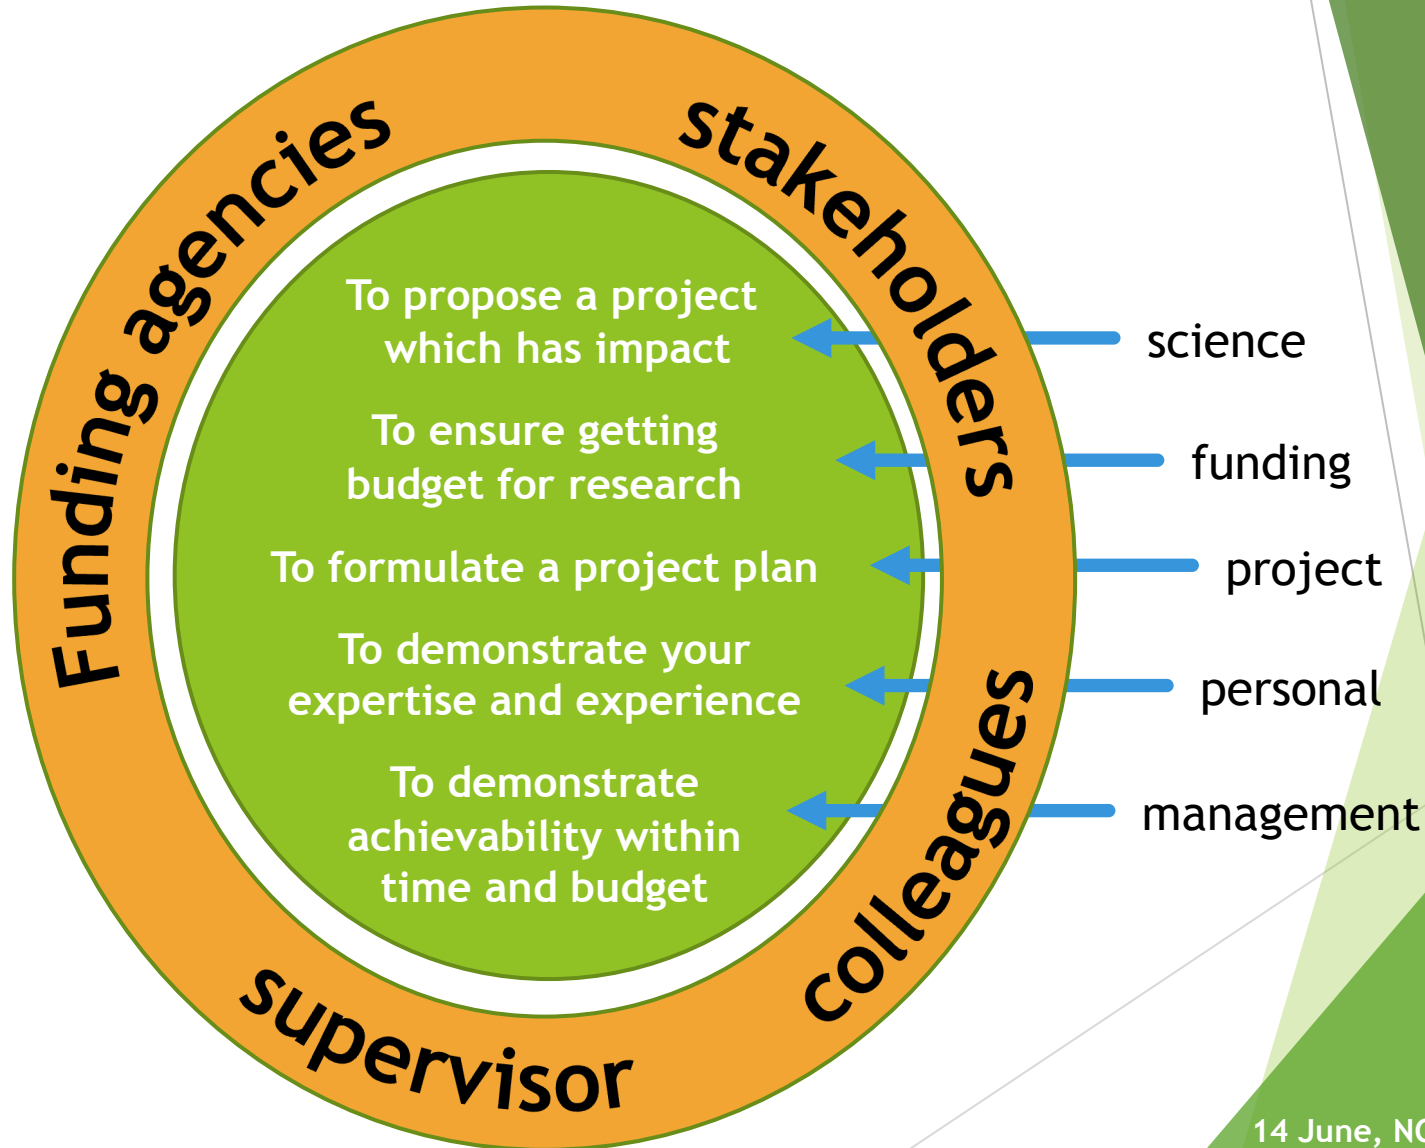 Funding agencies
stakeholders
To propose a project
which has impact
science
To ensure getting
budget for research
funding
To formulate a project plan
project
To demonstrate your
expertise and experience
personal
To demonstrate
achievability within
time and budget
management
colleagues
supervisor
14 June,